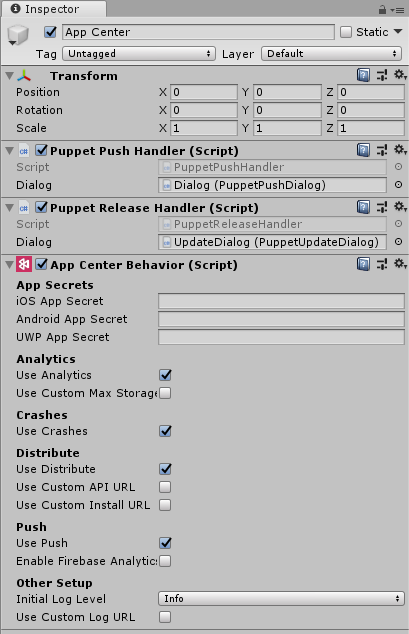 Inspector
App Center Static
Tag Untagged Layer Default
Transform
Position X 0 Y 0 Z 0
Rotation X 0 Y 0 Z 0
Scale X 1 Y 1 Z 1
Puppet Push Handler (Script)
Script PuppetPushHandler
Dialog Dialog (PuppetPushDialog)
Puppet Release Handler (Script)
Script PuppetReleaseHandler
Dialog UpdateDialog (PuppetUpdateDialog)
App Center Behavior (Script)
App Secrets
iOS App Secret
Android App Secret
UWP App Secret
Analytics
Use Analytics
Use Custom Max Storage
Crashes
Use Crashes
Distribute
Use Distribute
Use Custom API URL
Use Custom Install URL
Push
Use Push
Enable Firebase Analytics
Other Setup
Initial Log Level Info
Use Custom Log URL